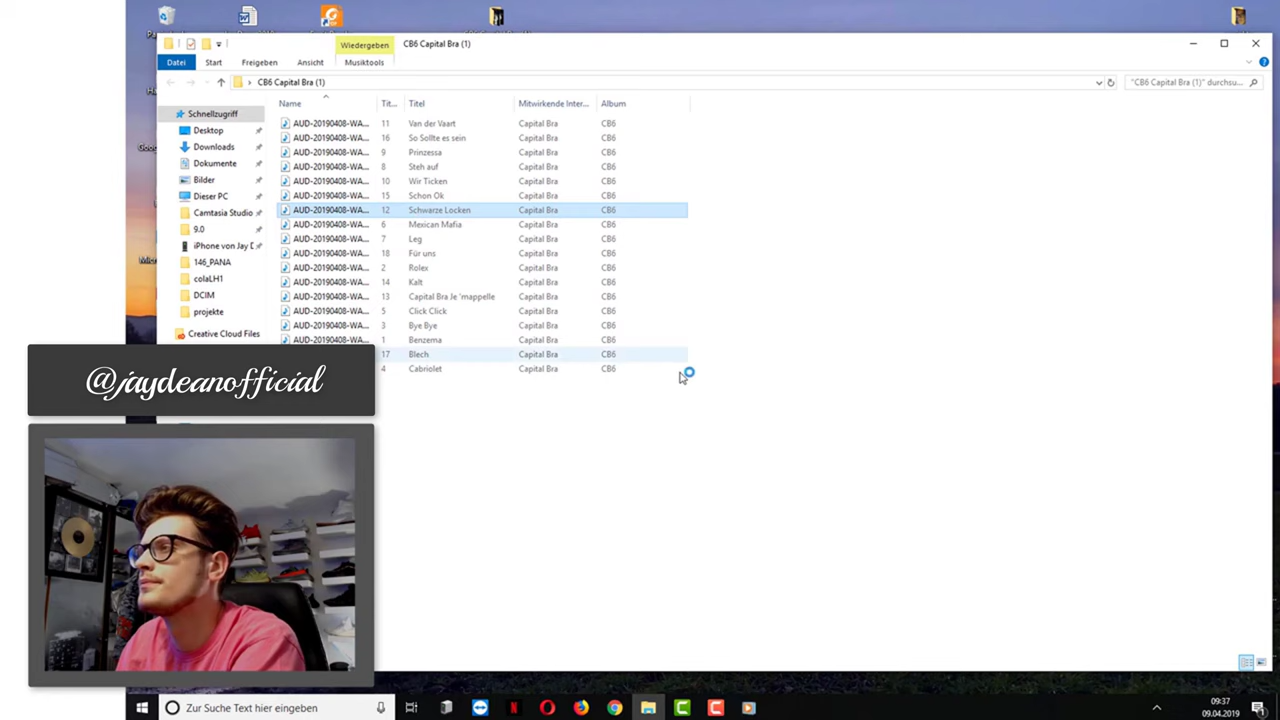 Wiedergeben CB6 Capital Bra (1)
Datei Start Freigeben Ansicht Musiktools
CB6 Capital Bra (1)
"CB6 Capital Bra (1)" durchsu...
Name Tit... Titel Mitwirkende Inter... Album
Schnellzugriff
Desktop
Downloads
Dokumente
Bilder
Dieser PC
Camtasia Studio
9.0
iPhone von Jay D
146_PANA
colaLH1
DCIM
projekte
Creative Cloud Files
AUD-20190408-WA... 11 Van der Vaart Capital Bra CB6
AUD-20190408-WA... 16 So Sollte es sein Capital Bra CB6
AUD-20190408-WA... 9 Prinzessa Capital Bra CB6
AUD-20190408-WA... 8 Steh auf Capital Bra CB6
AUD-20190408-WA... 10 Wir Ticken Capital Bra CB6
AUD-20190408-WA... 15 Schon Ok Capital Bra CB6
AUD-20190408-WA... 12 Schwarze Locken Capital Bra CB6
AUD-20190408-WA... 6 Mexican Mafia Capital Bra CB6
AUD-20190408-WA... 7 Leg Capital Bra CB6
AUD-20190408-WA... 18 Für uns Capital Bra CB6
AUD-20190408-WA... 2 Rolex Capital Bra CB6
AUD-20190408-WA... 14 Kalt Capital Bra CB6
AUD-20190408-WA... 13 Capital Bra Je 'mappelle Capital Bra CB6
AUD-20190408-WA... 5 Click Click Capital Bra CB6
AUD-20190408-WA... 3 Bye Bye Capital Bra CB6
AUD-20190408-WA... 1 Benzema Capital Bra CB6
17 Blech Capital Bra CB6
4 Cabriolet Capital Bra CB6
@jaydeanofficial
Zur Suche Text hier eingeben
09:37
09.04.2019